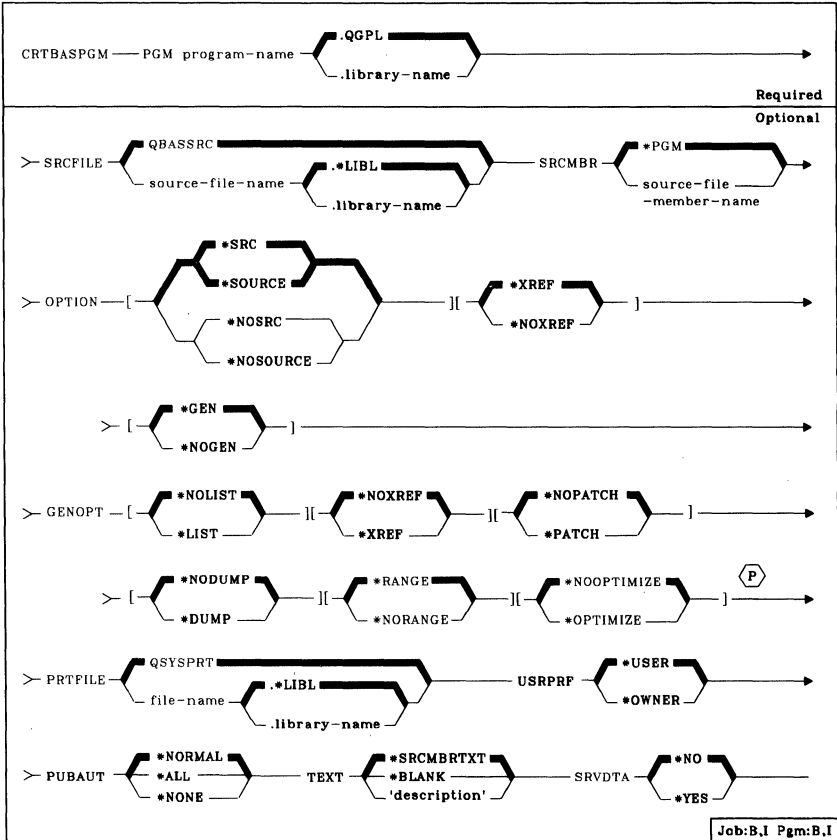 .QGPL
CRTBASPGM PGM program-name
.library-name
Required
Optional
QBASSRC *PGM
SRCFILE .*LIBL SRCMBR
source-file-name source-file
.library-name -member-name
*SRC
*SOURCE *XREF
OPTION [ ][ ]
*NOSRC *NOXREF
*NOSOURCE
*GEN
[ ]
*NOGEN
*NOLIST *NOXREF *NOPATCH
GENOPT [ ][ ][ ]
*LIST *XREF *PATCH
P
*NODUMP *RANGE *NOOPTIMIZE
[ ][ ][ ]
*DUMP *NORANGE *OPTIMIZE
QSYSPRT *USER
PRTFILE .*LIBL USRPRF
file-name *OWNER
.library-name
*NORMAL *SRCMBRTXT *NO
PUBAUT *ALL TEXT *BLANK SRVDTA
*NONE 'description' *YES
Job:B,I Pgm:B,I